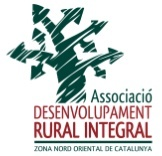 Associació
DESENVOLUPAMENT
RURAL INTEGRAL
ZONA NORD ORIENTAL DE CATALUNYA